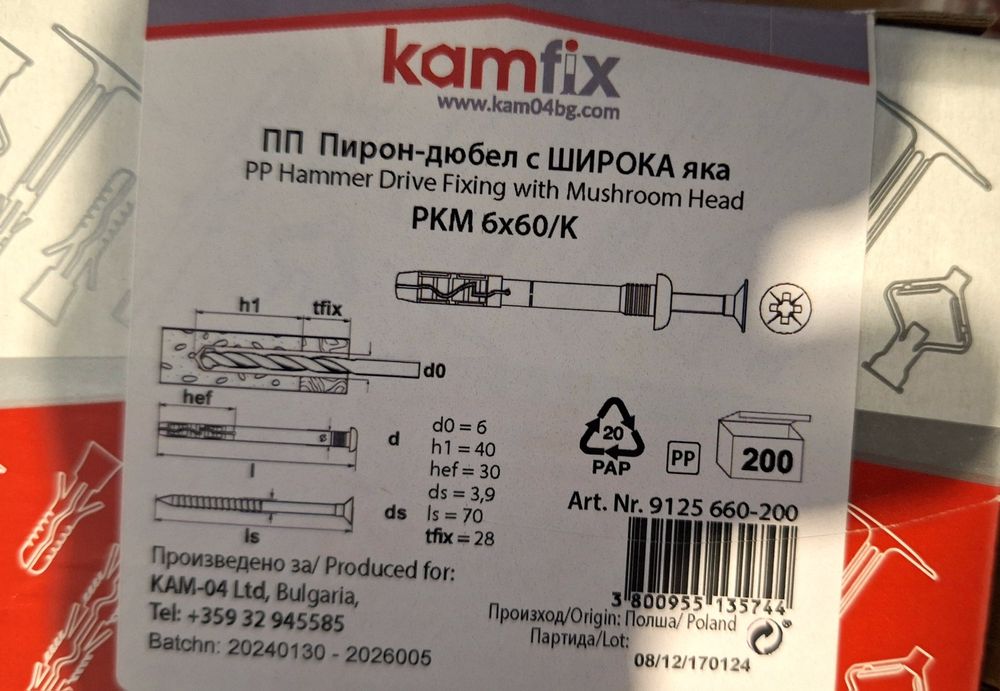 kamfix
www.kam04bg.com
ПП Пирон-дюбел с ШИРОКА яка
PP Hammer Drive Fixing with Mushroom Head
PKM 6x60/K
h1 tfix
d0
hef
d
l
ds
ls
d0 = 6
h1 = 40
hef = 30
ds = 3,9
ls = 70
tfix = 28
20
PAP
PP
200
Art. Nr. 9125 660-200
3 800955 135744
Произведено за/ Produced for:
KAM-04 Ltd, Bulgaria,
Tel: +359 32 945585
Batchn: 20240130 - 2026005
Произход/Origin: Полша/ Poland
Партида/Lot:
08/12/170124